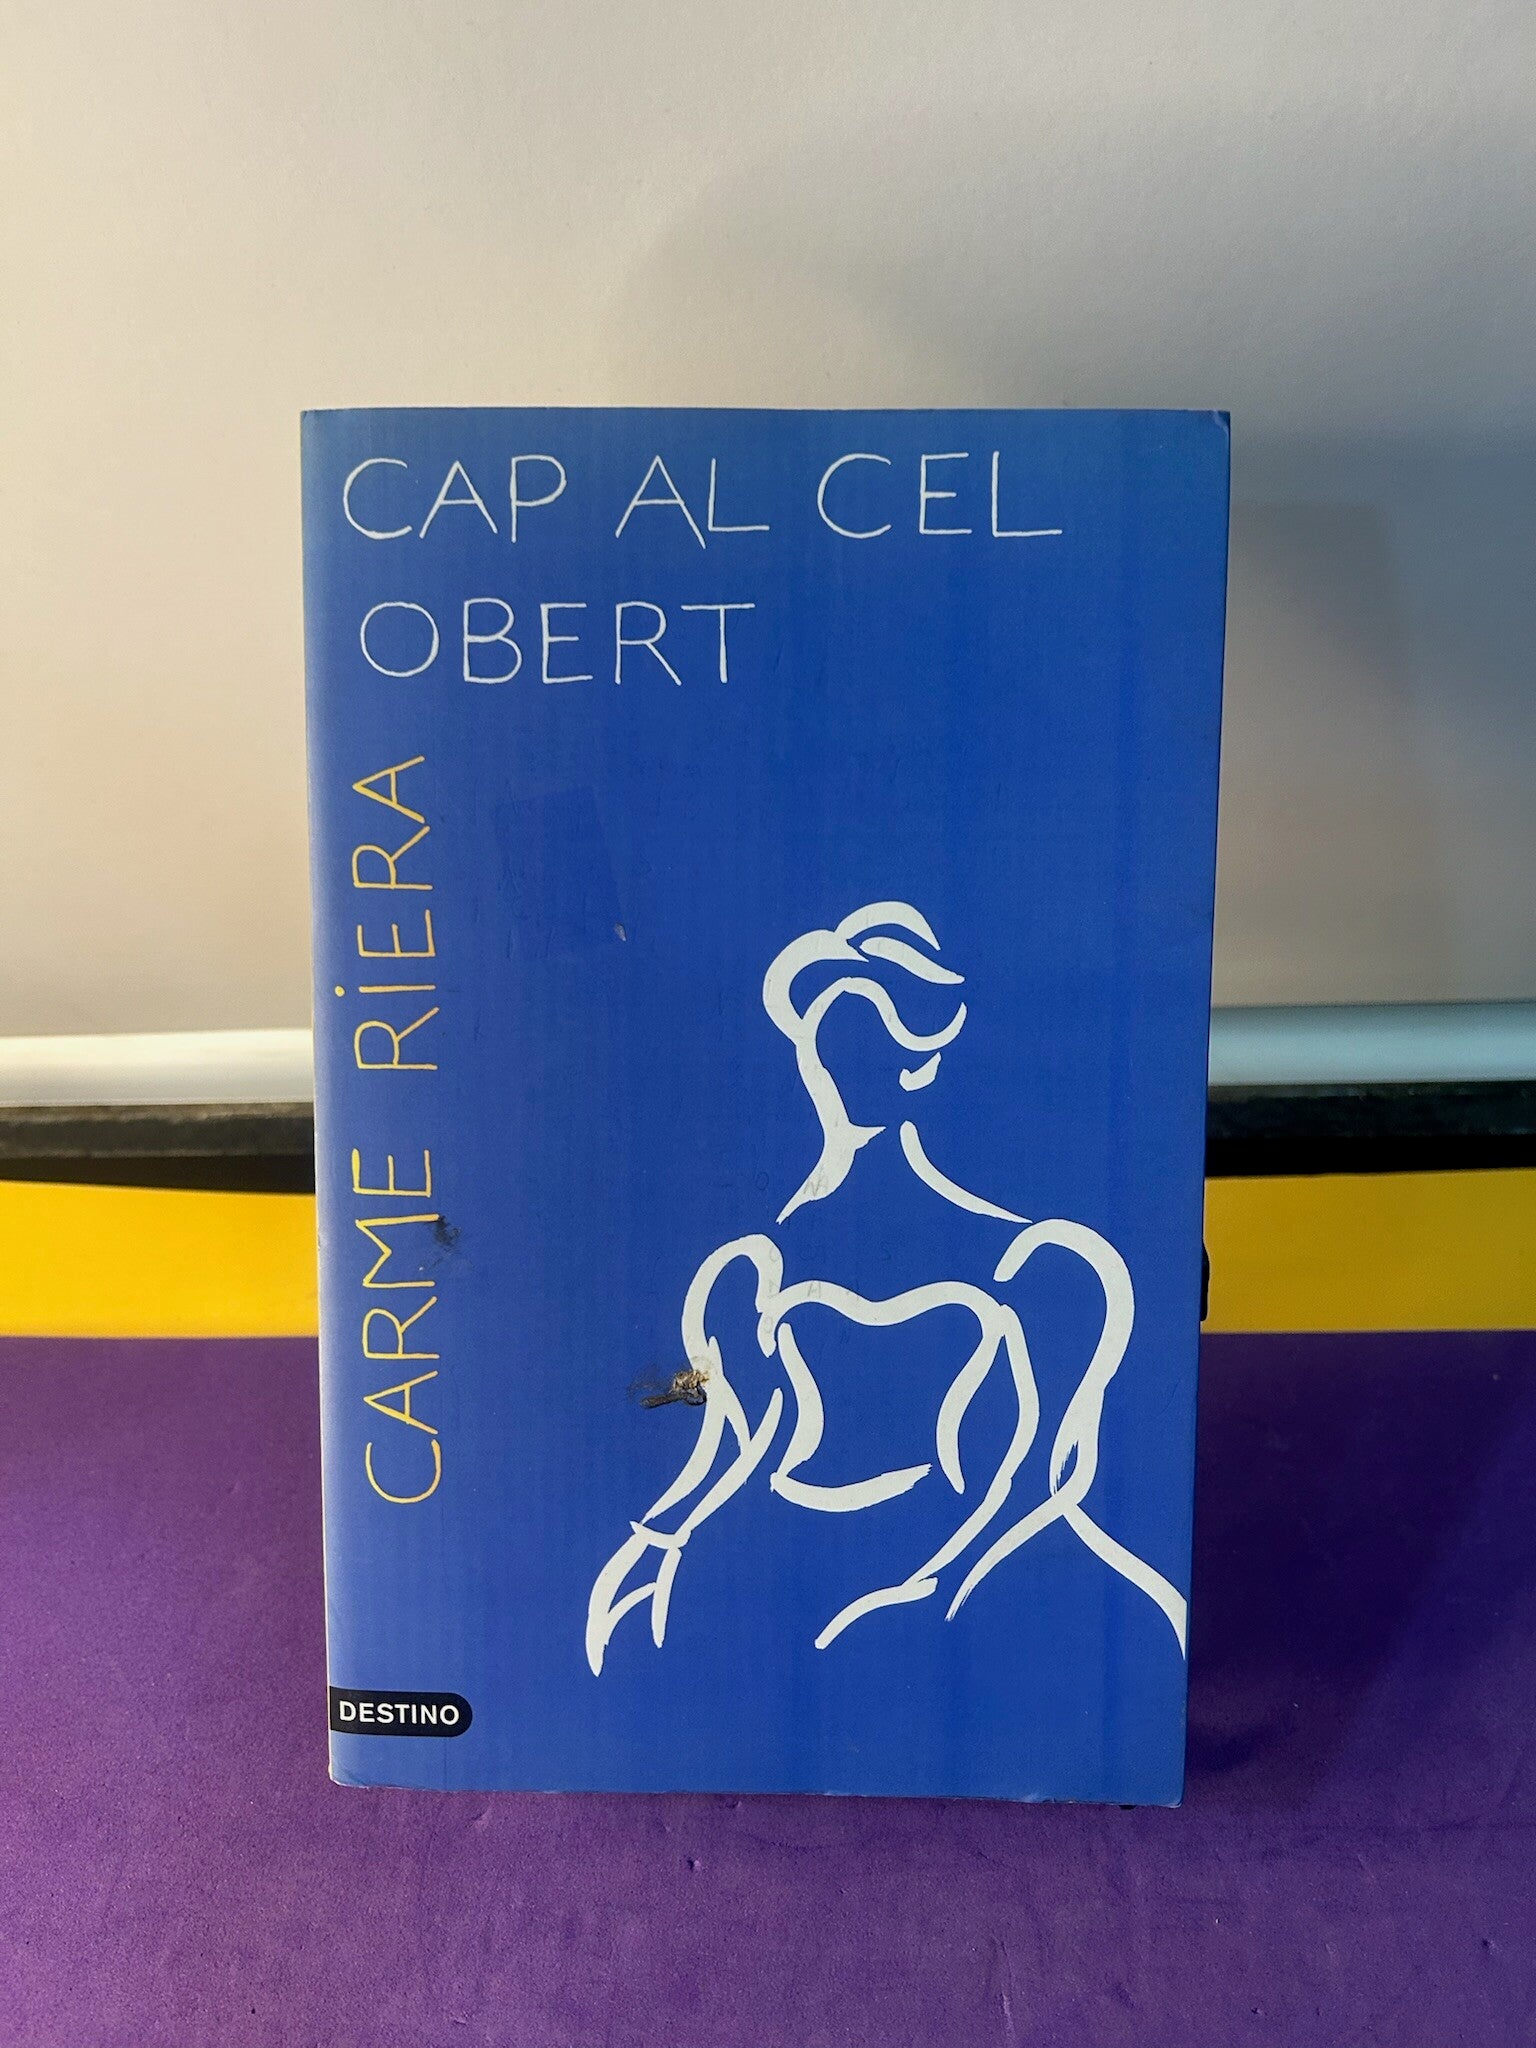 CAP AL CEL
OBERT
CARME RiERA
DESTINO